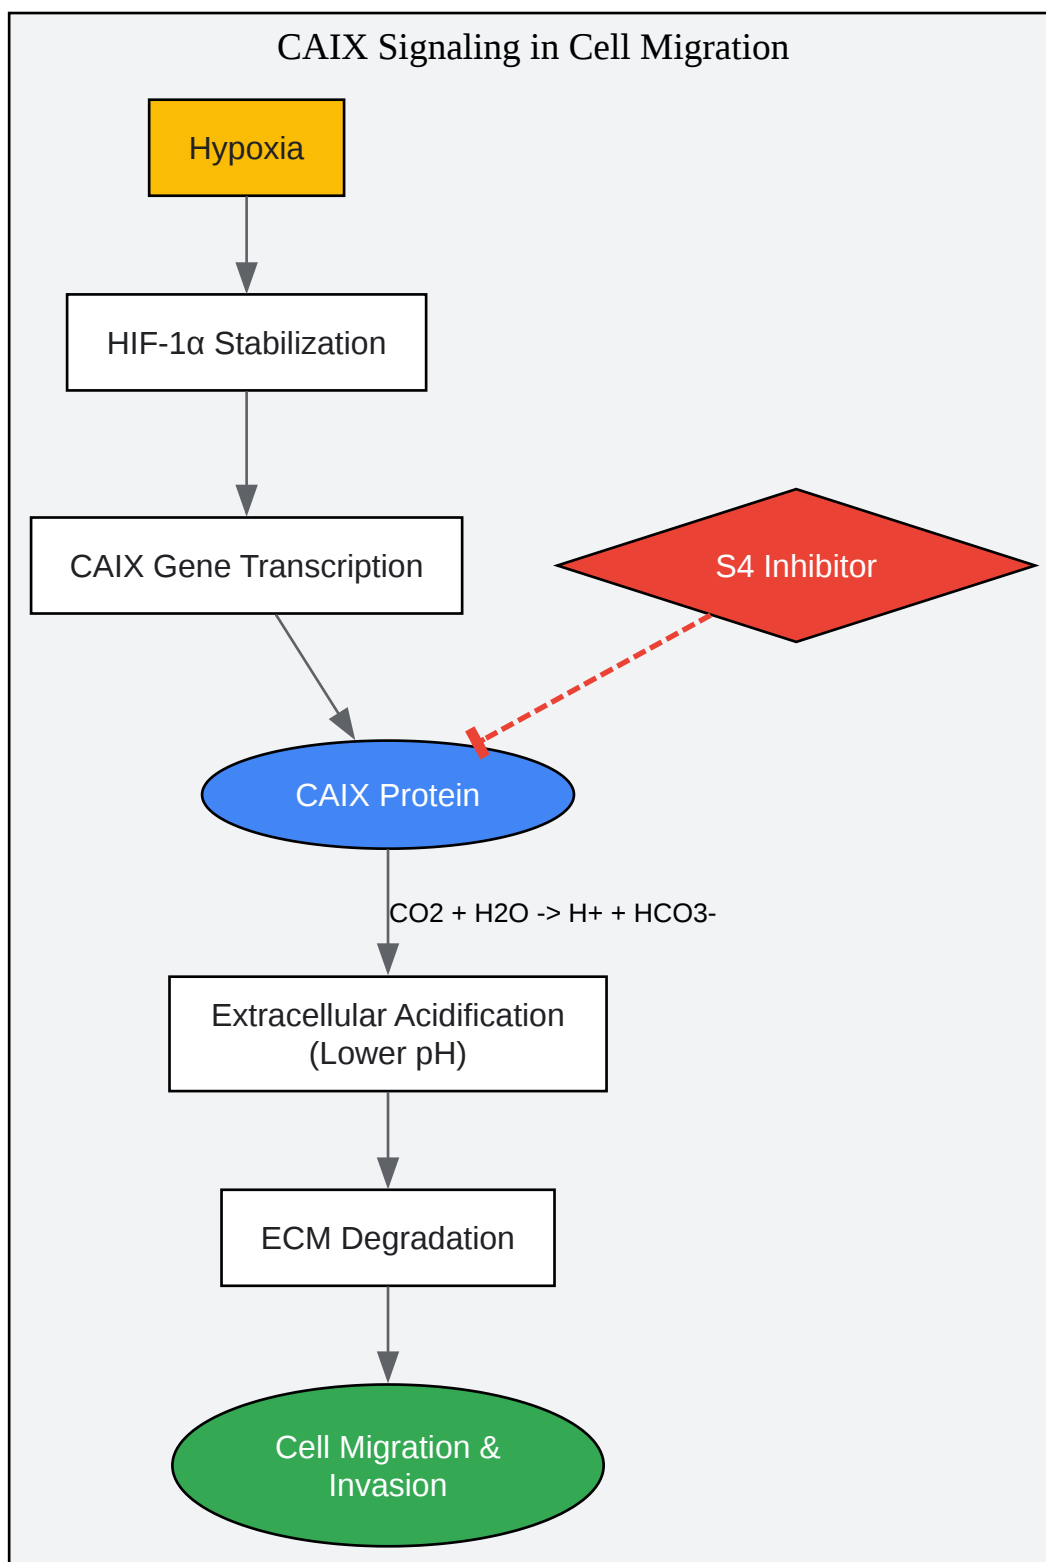 CAIX Signaling in Cell Migration
Hypoxia
HIF-1α Stabilization
CAIX Gene Transcription
S4 Inhibitor
CAIX Protein
CO2 + H2O -> H+ + HCO3-
Extracellular Acidification
(Lower pH)
ECM Degradation
Cell Migration &
Invasion